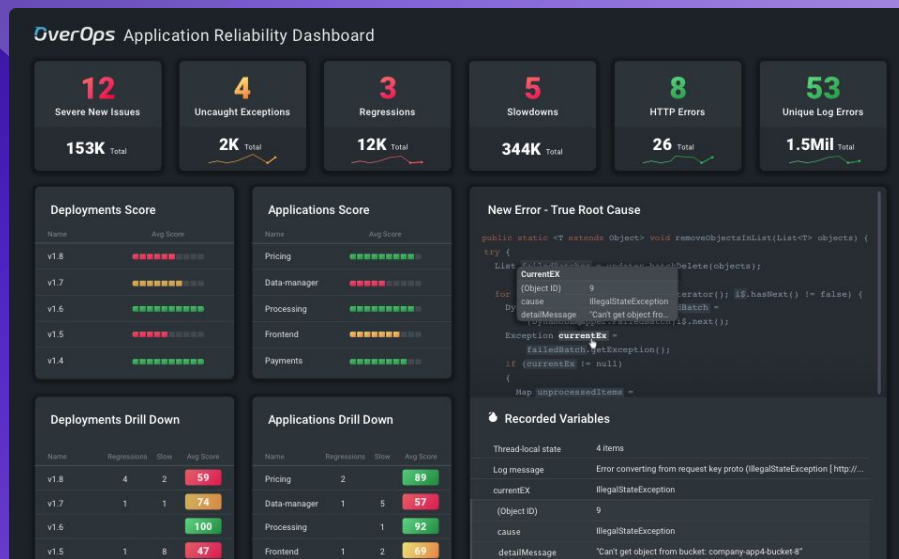 OverOps Application Reliability Dashboard
12
Severe New Issues
153K Total
4
Uncaught Exceptions
2K Total
3
Regressions
12K Total
5
Slowdowns
344K Total
8
HTTP Errors
26 Total
53
Unique Log Errors
1.5Mil Total
Deployments Score
Name Avg Score
v1.8
v1.7
v1.6
v1.5
v1.4
Applications Score
Name Avg Score
Pricing
Data-manager
Processing
Frontend
Payments
New Error - True Root Cause
public static <T extends Object> void removeObjectsInList(List<T> objects) {
try {
List Delete(objects);
CurrentEX
(Object ID) 9
cause IllegalStateException
detailMessage "Can't get object fro...
for terator(); i$.hasNext() != false) {
Dy dBatch =
i$.next();
Exception currentEx =
failedBatch.getException();
if (currentEx != null)
{
Map unprocessedItems =
Deployments Drill Down
Name Regressions Slow Avg Score
v1.8 4 2 59
v1.7 1 1 74
v1.6 100
v1.5 1 8 47
Applications Drill Down
Name Regressions Slow Avg Score
Pricing 2 89
Data-manager 1 5 57
Processing 1 92
Frontend 1 2 69
Recorded Variables
Thread-local state 4 items
Log message Error converting from request key proto (IllegalStateException [ http://...
currentEX IllegalStateException
(Object ID) 9
cause IllegalStateException
detailMessage "Can't get object from bucket: company-app4-bucket-8"